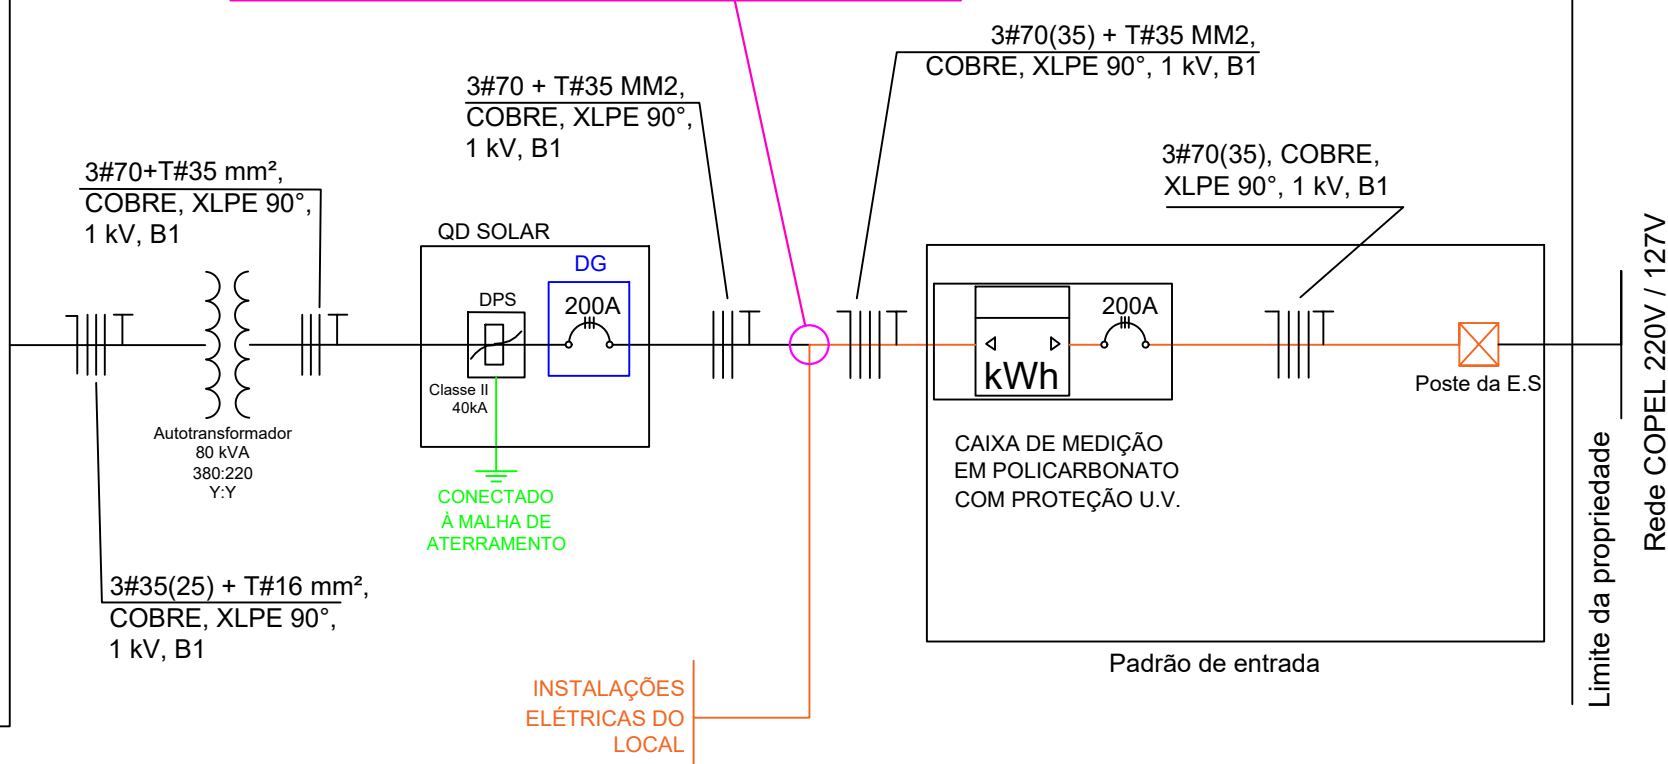 3#70(35) + T#35 MM2,
COBRE, XLPE 90°, 1 kV, B1
3#70 + T#35 MM2,
COBRE, XLPE 90°,
1 kV, B1
3#70(35), COBRE,
XLPE 90°, 1 kV, B1
3#70+T#35 mm²,
COBRE, XLPE 90°,
1 kV, B1
QD SOLAR
DG
DPS
200A
Classe II
40kA
200A
kWh
Poste da E.S
Autotransformador
80 kVA
380:220
Y:Y
CONECTADO
À MALHA DE
ATERRAMENTO
CAIXA DE MEDIÇÃO
EM POLICARBONATO
COM PROTEÇÃO U.V.
3#35(25) + T#16 mm²,
COBRE, XLPE 90°,
1 kV, B1
Padrão de entrada
INSTALAÇÕES
ELÉTRICAS DO
LOCAL
Limite da propriedade
Rede COPEL 220V / 127V